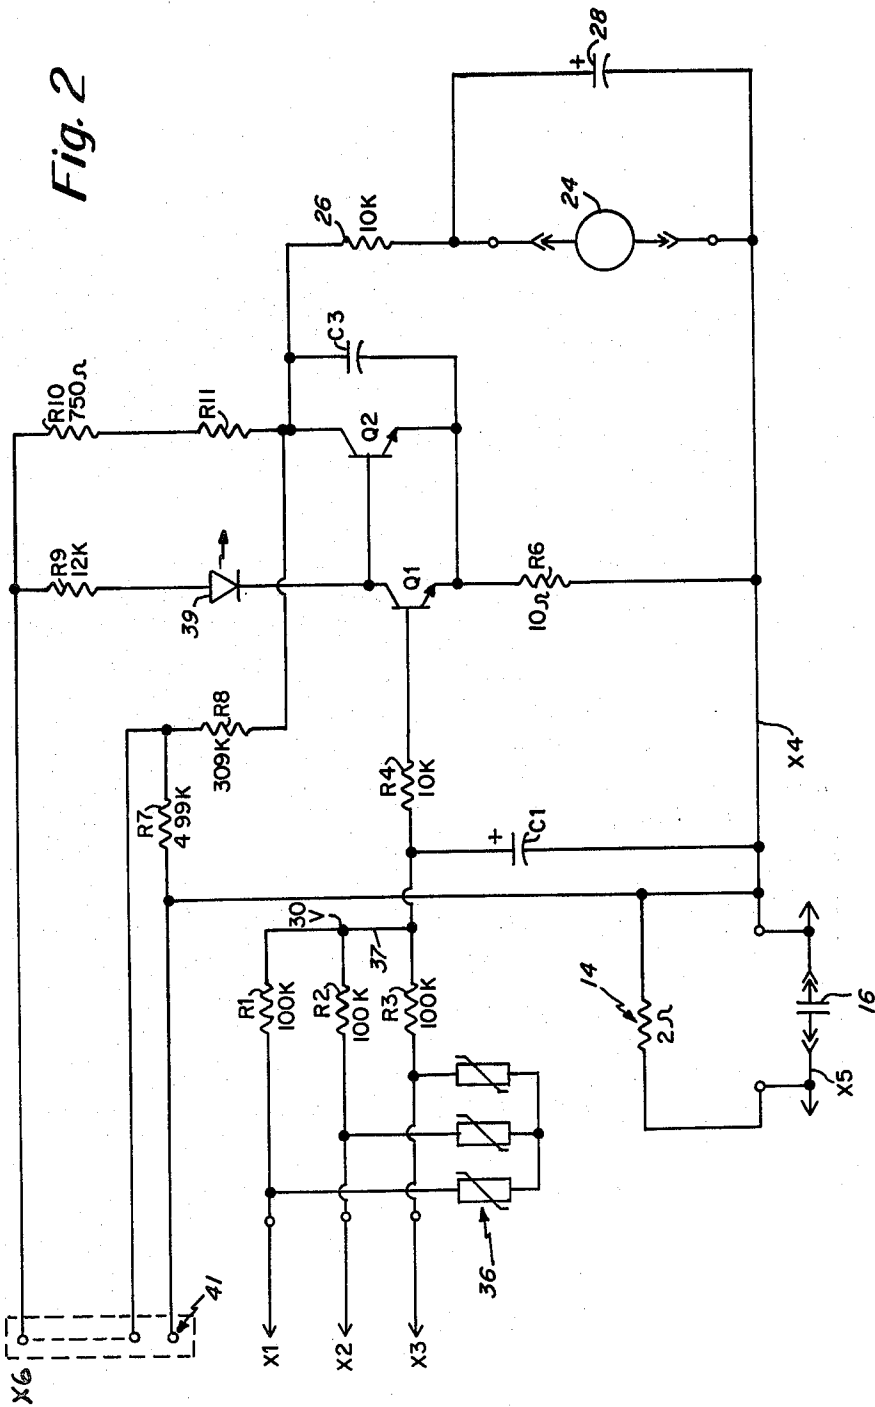 Fig. 2
28
+
24
26
10K
C3
R10
750Ω
R11
Q2
R9
12K
39
Q1
R6
10Ω
R8
309K
R7
4 99K
R4
10K
+
C1
X4
30
V
37
R1
100K
R2
100K
R3
100K
14
2Ω
16
X5
36
41
X6
X1
X2
X3